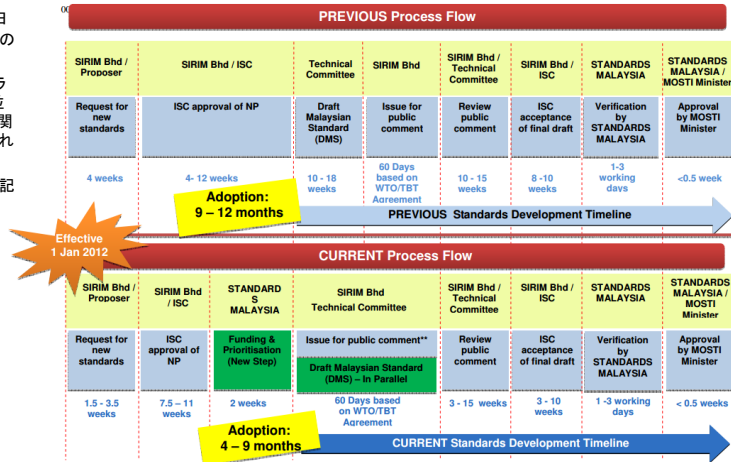 日
の
ラ
関
れ
記
PREVIOUS Process Flow
SIRIM Bhd /
Proposer
SIRIM Bhd / ISC
Technical
Committee
SIRIM Bhd
SIRIM Bhd /
Technical
Committee
SIRIM Bhd /
ISC
STANDARDS
MALAYSIA
STANDARDS
MALAYSIA /
MOSTI Minister
Request for
new
standards
ISC approval of NP
Draft
Malaysian
Standard
(DMS)
Issue for
public
comment
Review
public
comment
ISC
acceptance
of final draft
Verification
by
STANDARDS
MALAYSIA
Approval
by MOSTI
Minister
4 weeks
4- 12 weeks
10 - 18
weeks
60 Days
based on
WTO/TBT
Agreement
10 - 15
weeks
8 -10
weeks
1-3
working
days
<0.5 week
Adoption:
9 – 12 months
PREVIOUS Standards Development Timeline
Effective
1 Jan 2012
CURRENT Process Flow
SIRIM Bhd /
Proposer
SIRIM Bhd
/ ISC
STANDARD
S
MALAYSIA
SIRIM Bhd
Technical Committee
SIRIM Bhd /
Technical
Committee
SIRIM Bhd /
ISC
STANDARDS
MALAYSIA
STANDARDS
MALAYSIA /
MOSTI
Minister
Request for
new
standards
ISC
approval of
NP
Funding &
Prioritisation
(New Step)
Issue for public comment**
Draft Malaysian Standard
(DMS) – In Parallel
Review
public
comment
ISC
acceptance
of final draft
Verification
by
STANDARDS
MALAYSIA
Approval
by MOSTI
Minister
1.5 - 3.5
weeks
7.5 – 11
weeks
2 weeks
60 Days based
on WTO/TBT
Agreement
3 - 15 weeks
3 - 10
weeks
1 -3 working
days
< 0.5 weeks
Adoption:
4 – 9 months
CURRENT Standards Development Timeline